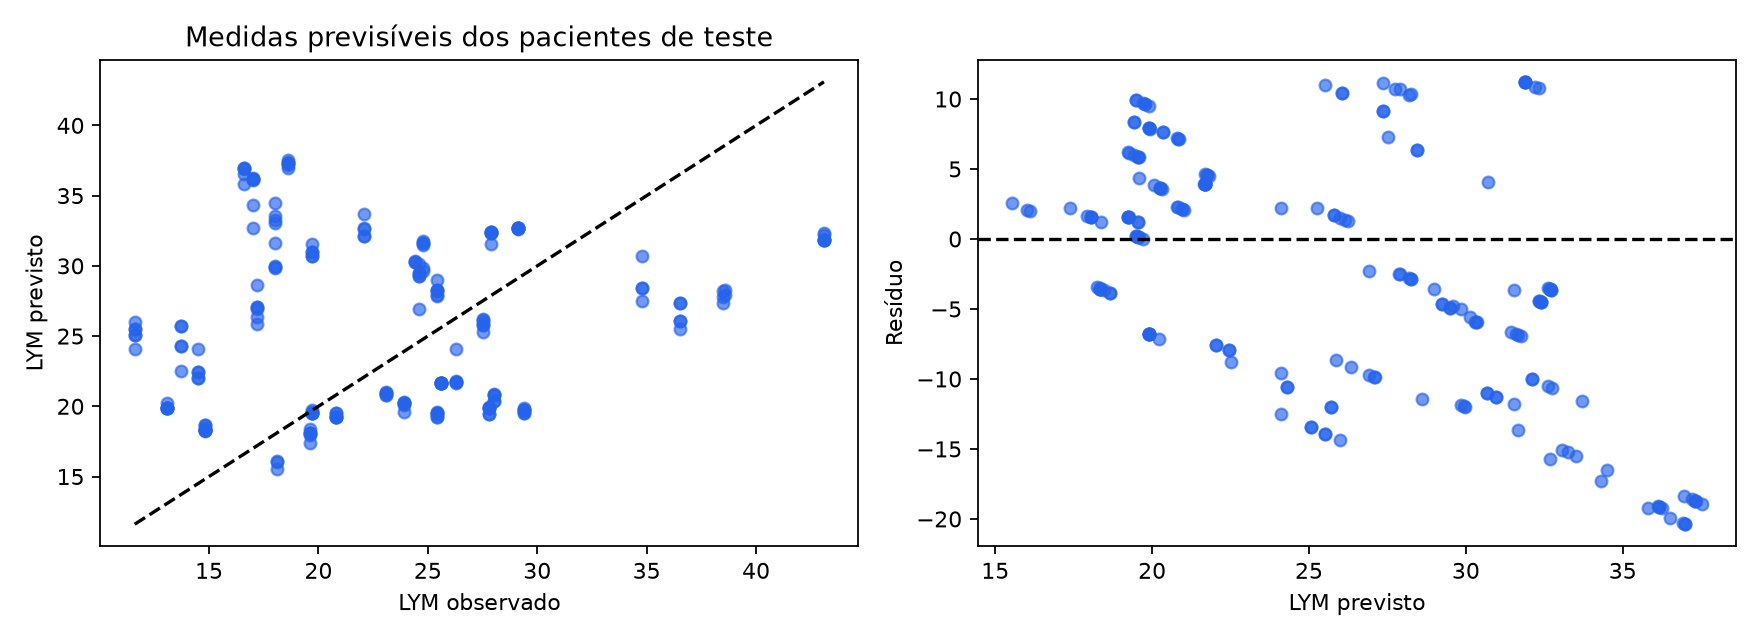 Medidas previsíveis dos pacientes de teste
LYM previsto
40
35
30
25
20
15
15 20 25 30 35 40
LYM observado
Resíduo
10
5
0
−5
−10
−15
−20
15 20 25 30 35
LYM previsto